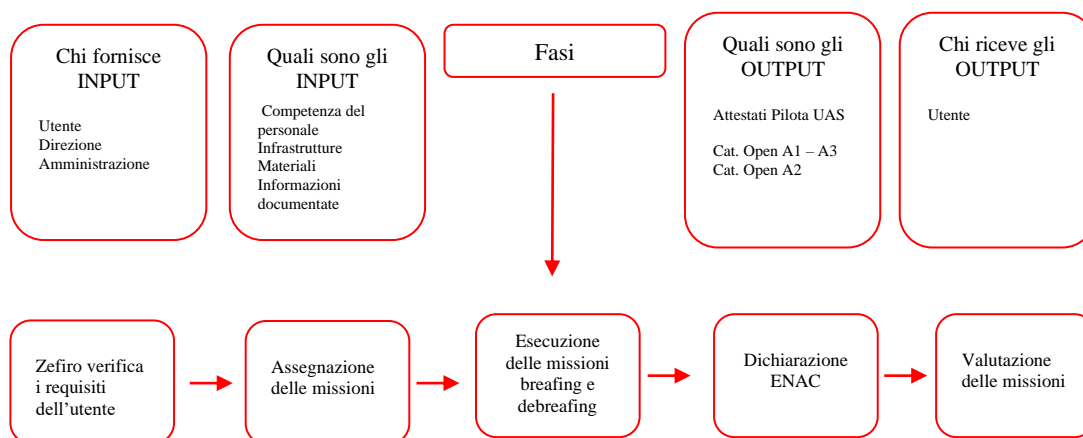 Chi fornisce
INPUT
Utente
Direzione
Amministrazione
Quali sono gli
INPUT
Competenza del
personale
Infrastrutture
Materiali
Informazioni
documentate
Fasi
Quali sono gli
OUTPUT
Attestati Pilota UAS
Cat. Open A1 – A3
Cat. Open A2
Chi riceve gli
OUTPUT
Utente
Zefiro verifica
i requisiti
dell’utente
Assegnazione
delle missioni
Esecuzione
delle missioni
breafing e
debreafing
Dichiarazione
ENAC
Valutazione
delle missioni